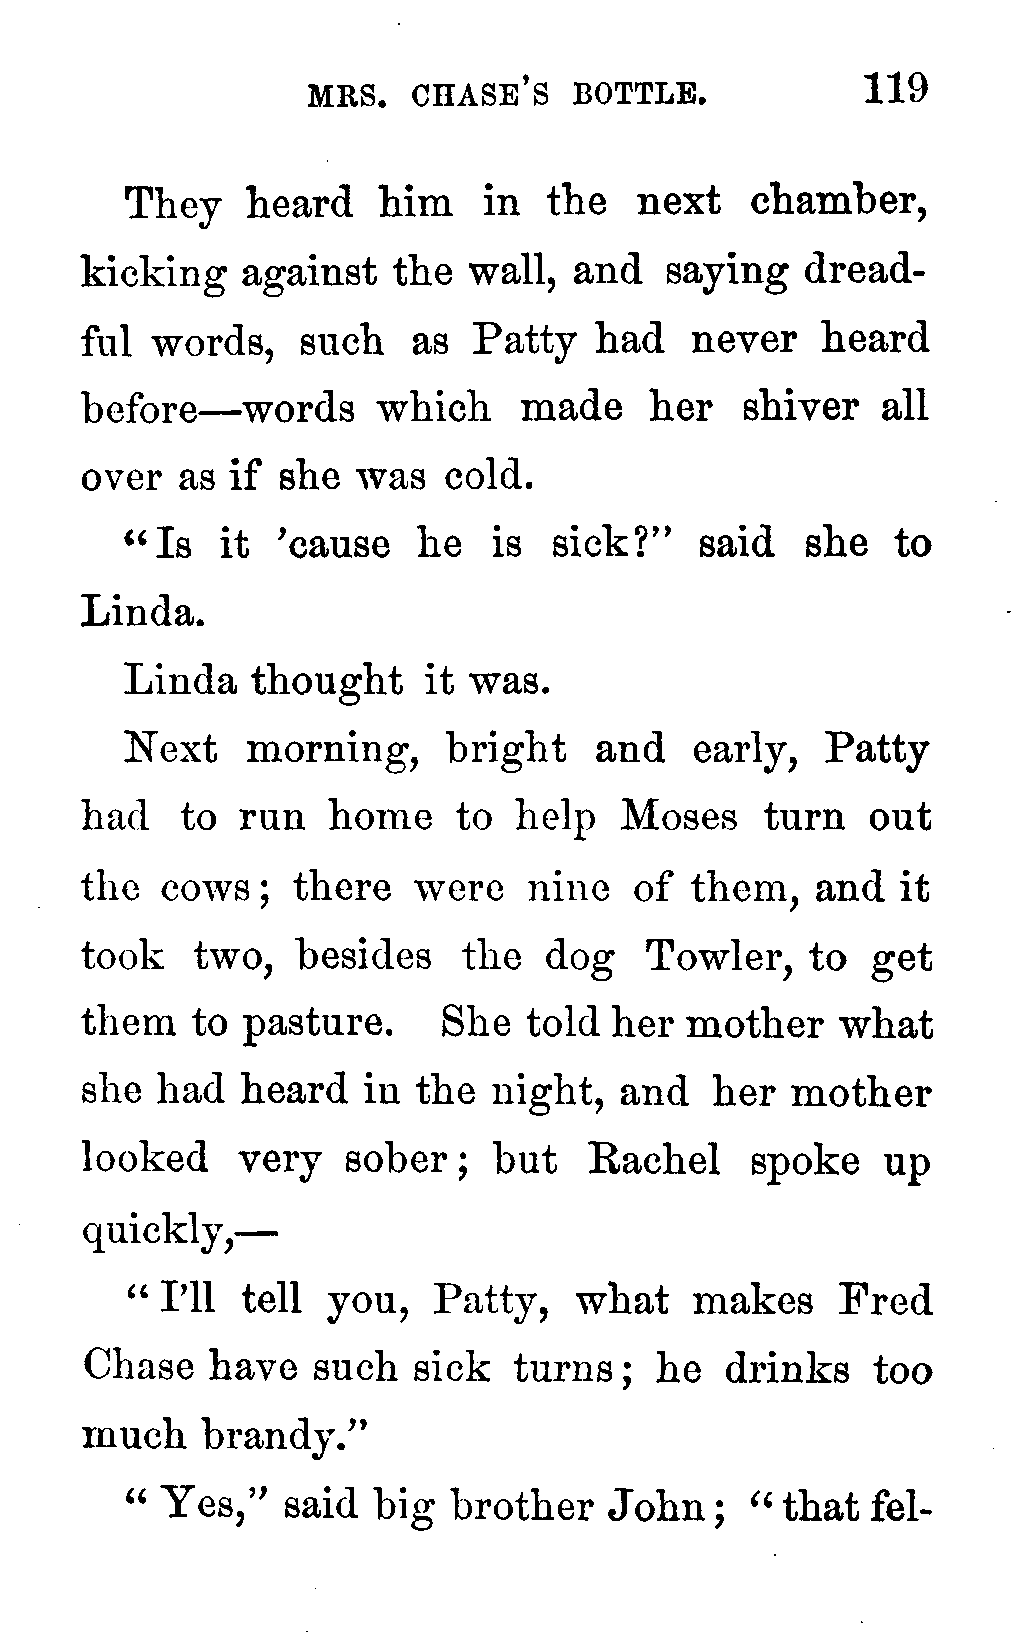 MRS. CHASE'S BOTTLE. 119
They heard him in the next chamber,
kicking against the wall, and saying dread-
ful words, such as Patty had never heard
before—words which made her shiver all
over as if she was cold.
"Is it 'cause he is sick?" said she to
Linda.
Linda thought it was.
Next morning, bright and early, Patty
had to run home to help Moses turn out
the cows; there were nine of them, and it
took two, besides the dog Towler, to get
them to pasture. She told her mother what
she had heard in the night, and her mother
looked very sober; but Rachel spoke up
quickly,—
"I'll tell you, Patty, what makes Fred
Chase have such sick turns; he drinks too
much brandy."
"Yes," said big brother John; "that fel-